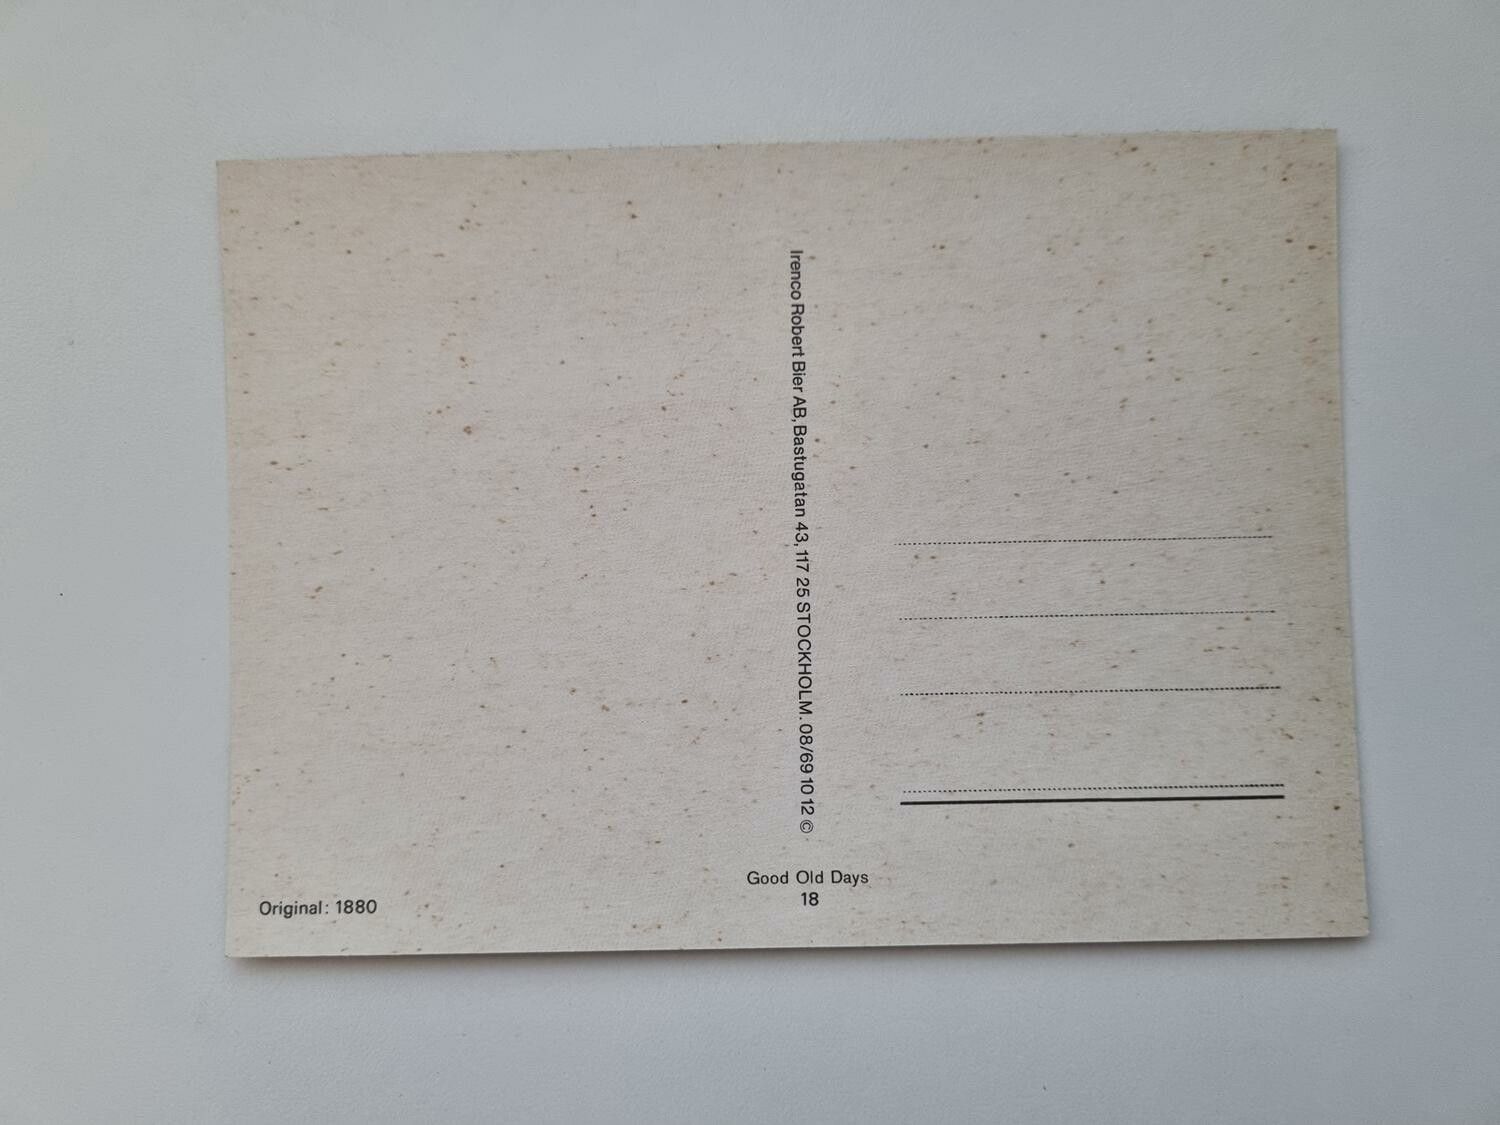 Irenco Robert Bier AB, Bastugatan 43, 117 25 STOCKHOLM. 08/69 10 12 ©
Good Old Days
18
Original: 1880